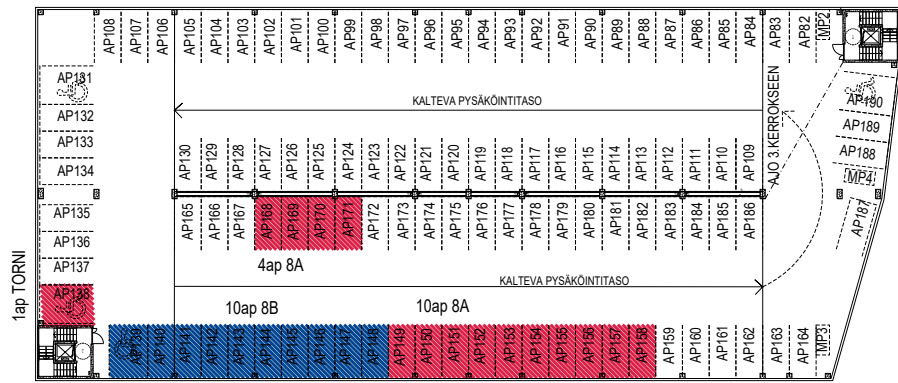 AP108
AP107
AP106
AP105
AP104
AP103
AP102
AP101
AP100
AP99
AP98
AP97
AP96
AP95
AP94
AP93
AP92
AP91
AP90
AP89
AP88
AP87
AP86
AP85
AP84
AP83
AP82
MP2
AP131
AP132
AP133
AP134
KALTEVA PYSÄKÖINTITASO
AJO 3.KERROKSEEN
AP190
AP189
AP188
MP4
AP187
AP130
AP129
AP128
AP127
AP126
AP125
AP124
AP123
AP122
AP121
AP120
AP119
AP118
AP117
AP116
AP115
AP114
AP113
AP112
AP111
AP110
AP109
AP135
AP136
AP137
AP138
1ap TORNI
AP165
AP166
AP167
AP168
AP169
AP170
AP171
AP172
AP173
AP174
AP175
AP176
AP177
AP178
AP179
AP180
AP181
AP182
AP183
AP184
AP185
AP186
4ap 8A
KALTEVA PYSÄKÖINTITASO
10ap 8B
10ap 8A
AP139
AP140
AP141
AP142
AP143
AP144
AP145
AP146
AP147
AP148
AP149
AP150
AP151
AP152
AP153
AP154
AP155
AP156
AP157
AP158
AP159
AP160
AP161
AP162
AP163
AP164
MP3